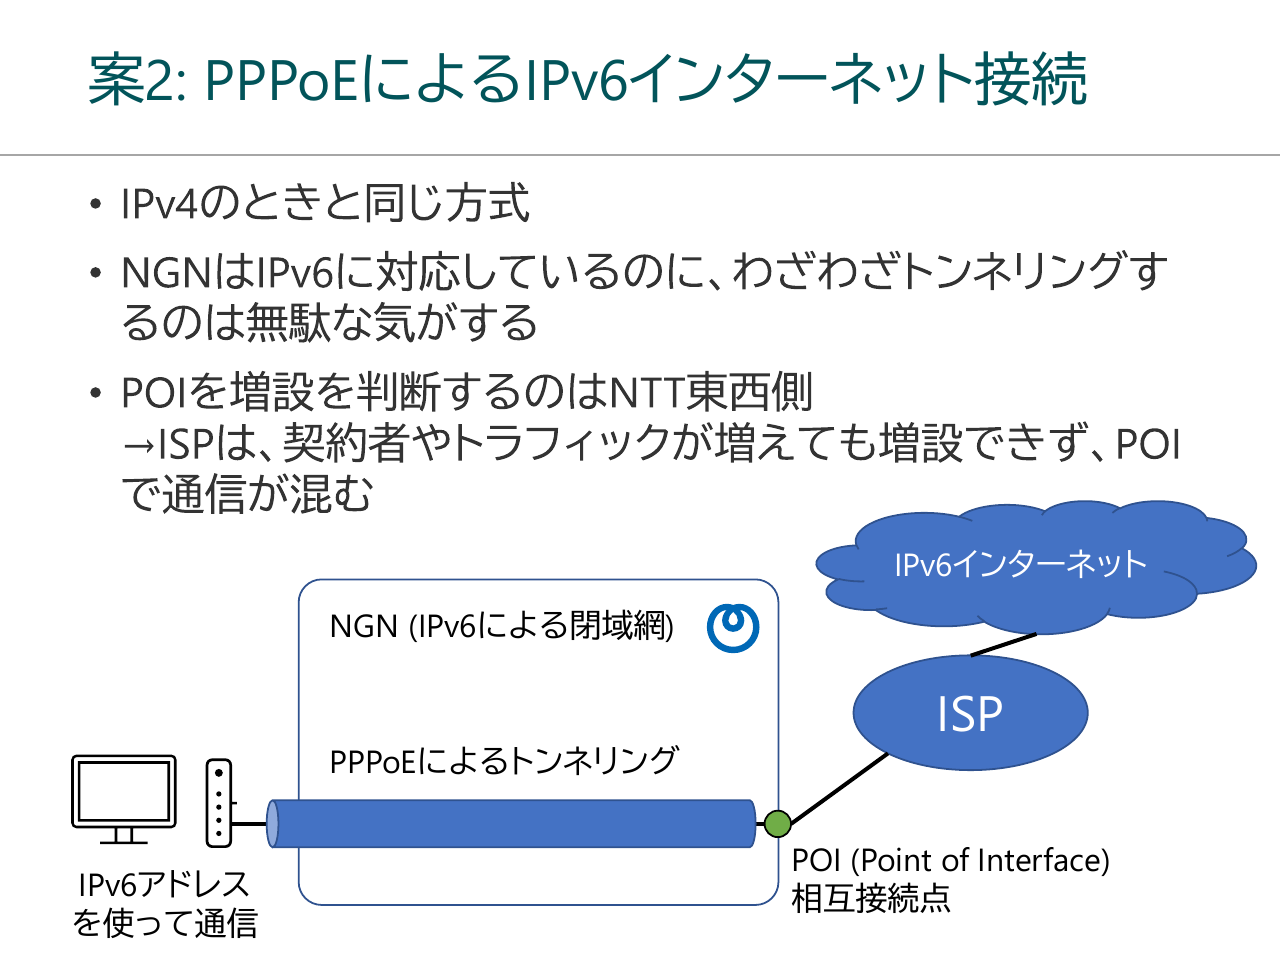 案2: PPPoEによるIPv6インターネット接続
• IPv4のときと同じ方式
• NGNはIPv6に対応しているのに、わざわざトンネリングす
るのは無駄な気がする
• POIを増設を判断するのはNTT東西側
→ISPは、契約者やトラフィックが増えても増設できず、POI
で通信が混む
IPv6インターネット
NGN (IPv6による閉域網)
ISP
PPPoEによるトンネリング
POI (Point of Interface)
相互接続点
IPv6アドレス
を使って通信